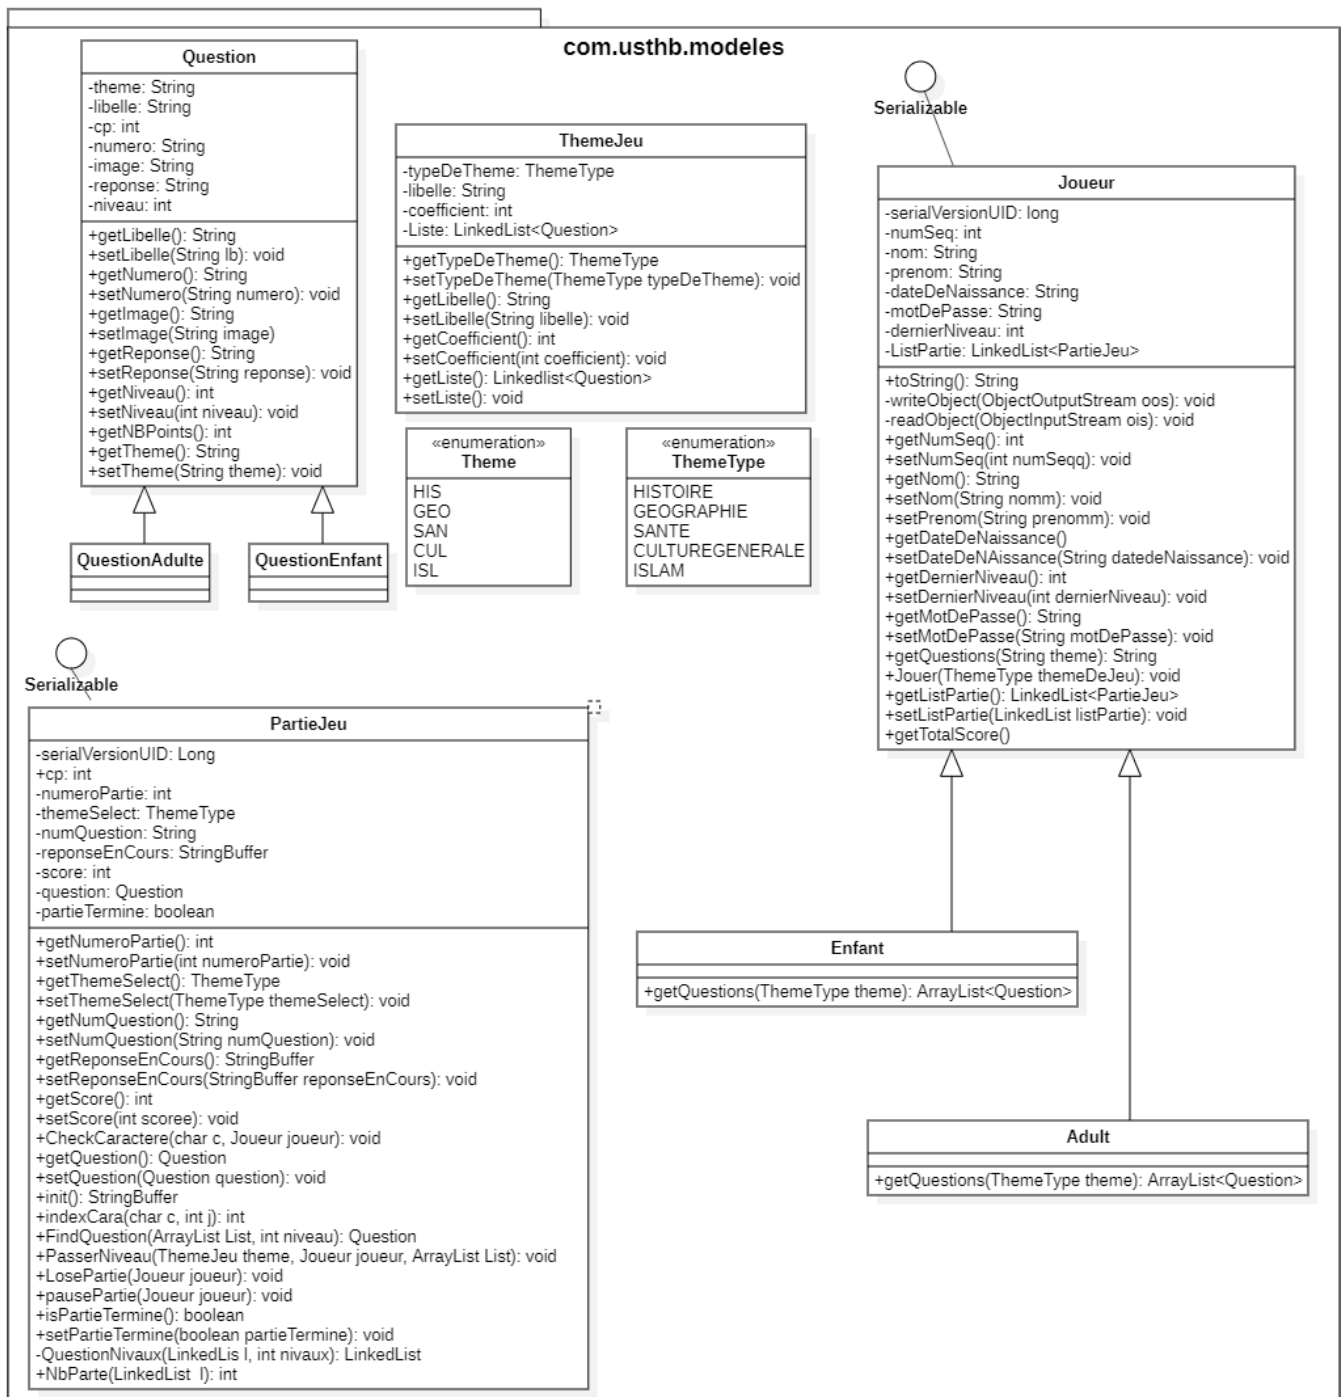 com.usthb.modeles
Question
-theme: String
-libelle: String
-cp: int
-numero: String
-image: String
-reponse: String
-niveau: int
+getLibelle(): String
+setLibelle(String lb): void
+getNumero(): String
+setNumero(String numero): void
+getImage(): String
+setImage(String image)
+getReponse(): String
+setReponse(String reponse): void
+getNiveau(): int
+setNiveau(int niveau): void
+getNBPoints(): int
+getTheme(): String
+setTheme(String theme): void
QuestionAdulte
QuestionEnfant
ThemeJeu
-typeDeTheme: ThemeType
-libelle: String
-coefficient: int
-Liste: LinkedList<Question>
+getTypeDeTheme(): ThemeType
+setTypeDeTheme(ThemeType typeDeTheme): void
+getLibelle(): String
+setLibelle(String libelle): void
+getCoefficient(): int
+setCoefficient(int coefficient): void
+getListe(): Linkedlist<Question>
+setListe(): void
«enumeration»
Theme
HIS
GEO
SAN
CUL
ISL
«enumeration»
ThemeType
HISTOIRE
GEOGRAPHIE
SANTE
CULTUREGENERALE
ISLAM
Serializable
Joueur
-serialVersionUID: long
-numSeq: int
-nom: String
-prenom: String
-dateDeNaissance: String
-motDePasse: String
-dernierNiveau: int
-ListPartie: LinkedList<PartieJeu>
+toString(): String
-writeObject(ObjectOutputStream oos): void
-readObject(ObjectInputStream ois): void
+getNumSeq(): int
+setNumSeq(int numSeqq): void
+getNom(): String
+setNom(String nomm): void
+setPrenom(String prenomm): void
+getDateDeNaissance()
+setDateDeNAissance(String datedeNaissance): void
+getDernierNiveau(): int
+setDernierNiveau(int dernierNiveau): void
+getMotDePasse(): String
+setMotDePasse(String motDePasse): void
+getQuestions(String theme): String
+Jouer(ThemeType themeDeJeu): void
+getListPartie(): LinkedList<PartieJeu>
+setListPartie(LinkedList listPartie): void
+getTotalScore()
Serializable
PartieJeu
-serialVersionUID: Long
+cp: int
-numeroPartie: int
-themeSelect: ThemeType
-numQuestion: String
-reponseEnCours: StringBuffer
-score: int
-question: Question
-partieTermine: boolean
+getNumeroPartie(): int
+setNumeroPartie(int numeroPartie): void
+getThemeSelect(): ThemeType
+setThemeSelect(ThemeType themeSelect): void
+getNumQuestion(): String
+setNumQuestion(String numQuestion): void
+getReponseEnCours(): StringBuffer
+setReponseEnCours(StringBuffer reponseEnCours): void
+getScore(): int
+setScore(int scoree): void
+CheckCaractere(char c, Joueur joueur): void
+getQuestion(): Question
+setQuestion(Question question): void
+init(): StringBuffer
+indexCara(char c, int j): int
+FindQuestion(ArrayList List, int niveau): Question
+PasserNiveau(ThemeJeu theme, Joueur joueur, ArrayList List): void
+LosePartie(Joueur joueur): void
+pausePartie(Joueur joueur): void
+isPartieTermine(): boolean
+setPartieTermine(boolean partieTermine): void
-QuestionNivaux(LinkedLis l, int nivaux): LinkedList
+NbParte(LinkedList l): int
Enfant
+getQuestions(ThemeType theme): ArrayList<Question>
Adult
+getQuestions(ThemeType theme): ArrayList<Question>